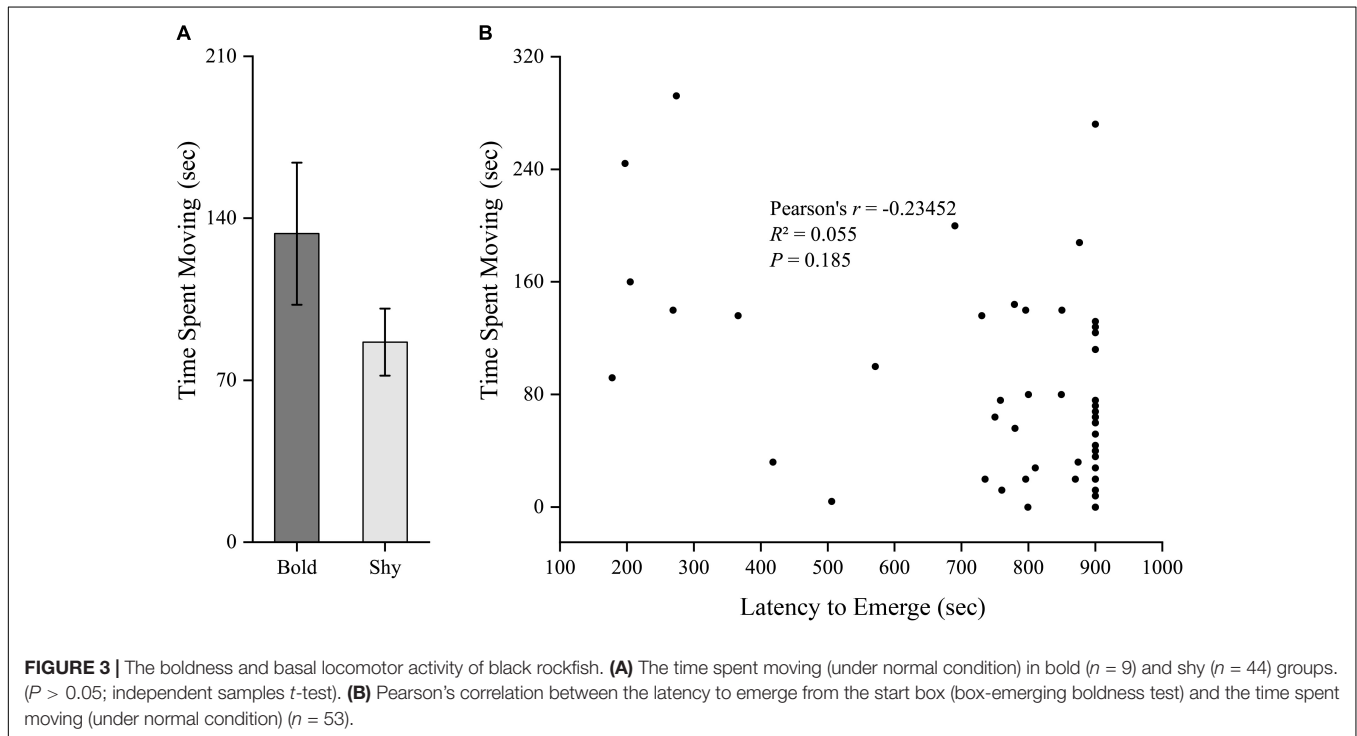 A
210
140
70
0
Time Spent Moving (sec)
Bold
Shy
B
320
240
160
80
0
Time Spent Moving (sec)
Pearson's r = -0.23452
R² = 0.055
P = 0.185
100 200 300 400 500 600 700 800 900 1000
Latency to Emerge (sec)
FIGURE 3 | The boldness and basal locomotor activity of black rockfish. (A) The time spent moving (under normal condition) in bold (n = 9) and shy (n = 44) groups.
(P > 0.05; independent samples t-test). (B) Pearson's correlation between the latency to emerge from the start box (box-emerging boldness test) and the time spent
moving (under normal condition) (n = 53).